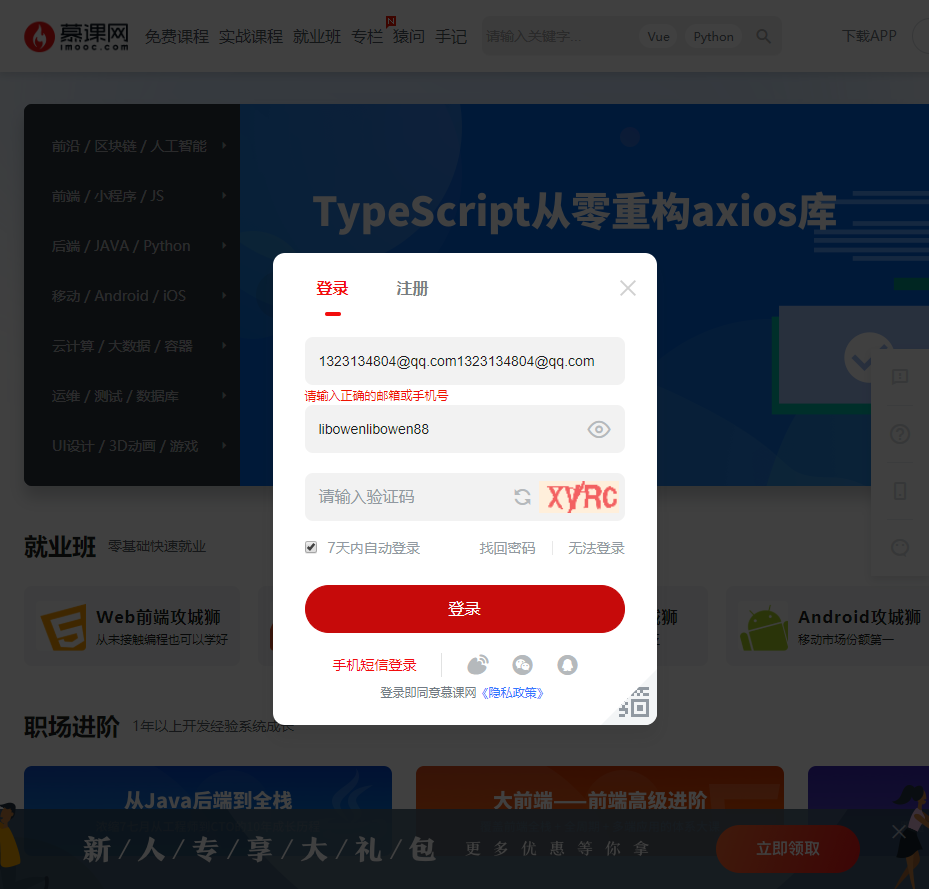 慕课网
imooc.com
免费课程 实战课程 就业班 专栏 N 猿问 手记
请输入关键字... Vue Python
下载APP
前沿 / 区块链 / 人工智能
前端 / 小程序 / JS
后端 / JAVA / Python
移动 / Android / iOS
云计算 / 大数据 / 容器
运维 / 测试 / 数据库
UI设计 / 3D动画 / 游戏
TypeScript从零重构axios库
登录 注册
1323134804@qq.com1323134804@qq.com
请输入正确的邮箱或手机号
libowenlibowen88
请输入验证码 XYRC
7天内自动登录 找回密码 无法登录
登录
手机短信登录
登录即同意慕课网《隐私政策》
就业班 零基础快速就业
Web前端攻城狮
从未接触编程也可以学好
狮
Android攻城狮
移动市场份额第一
职场进阶 1年以上开发经验系统成长
从Java后端到全栈
大前端——前端高级进阶
新/人/专/享/大/礼/包 更多优惠等你拿 立即领取